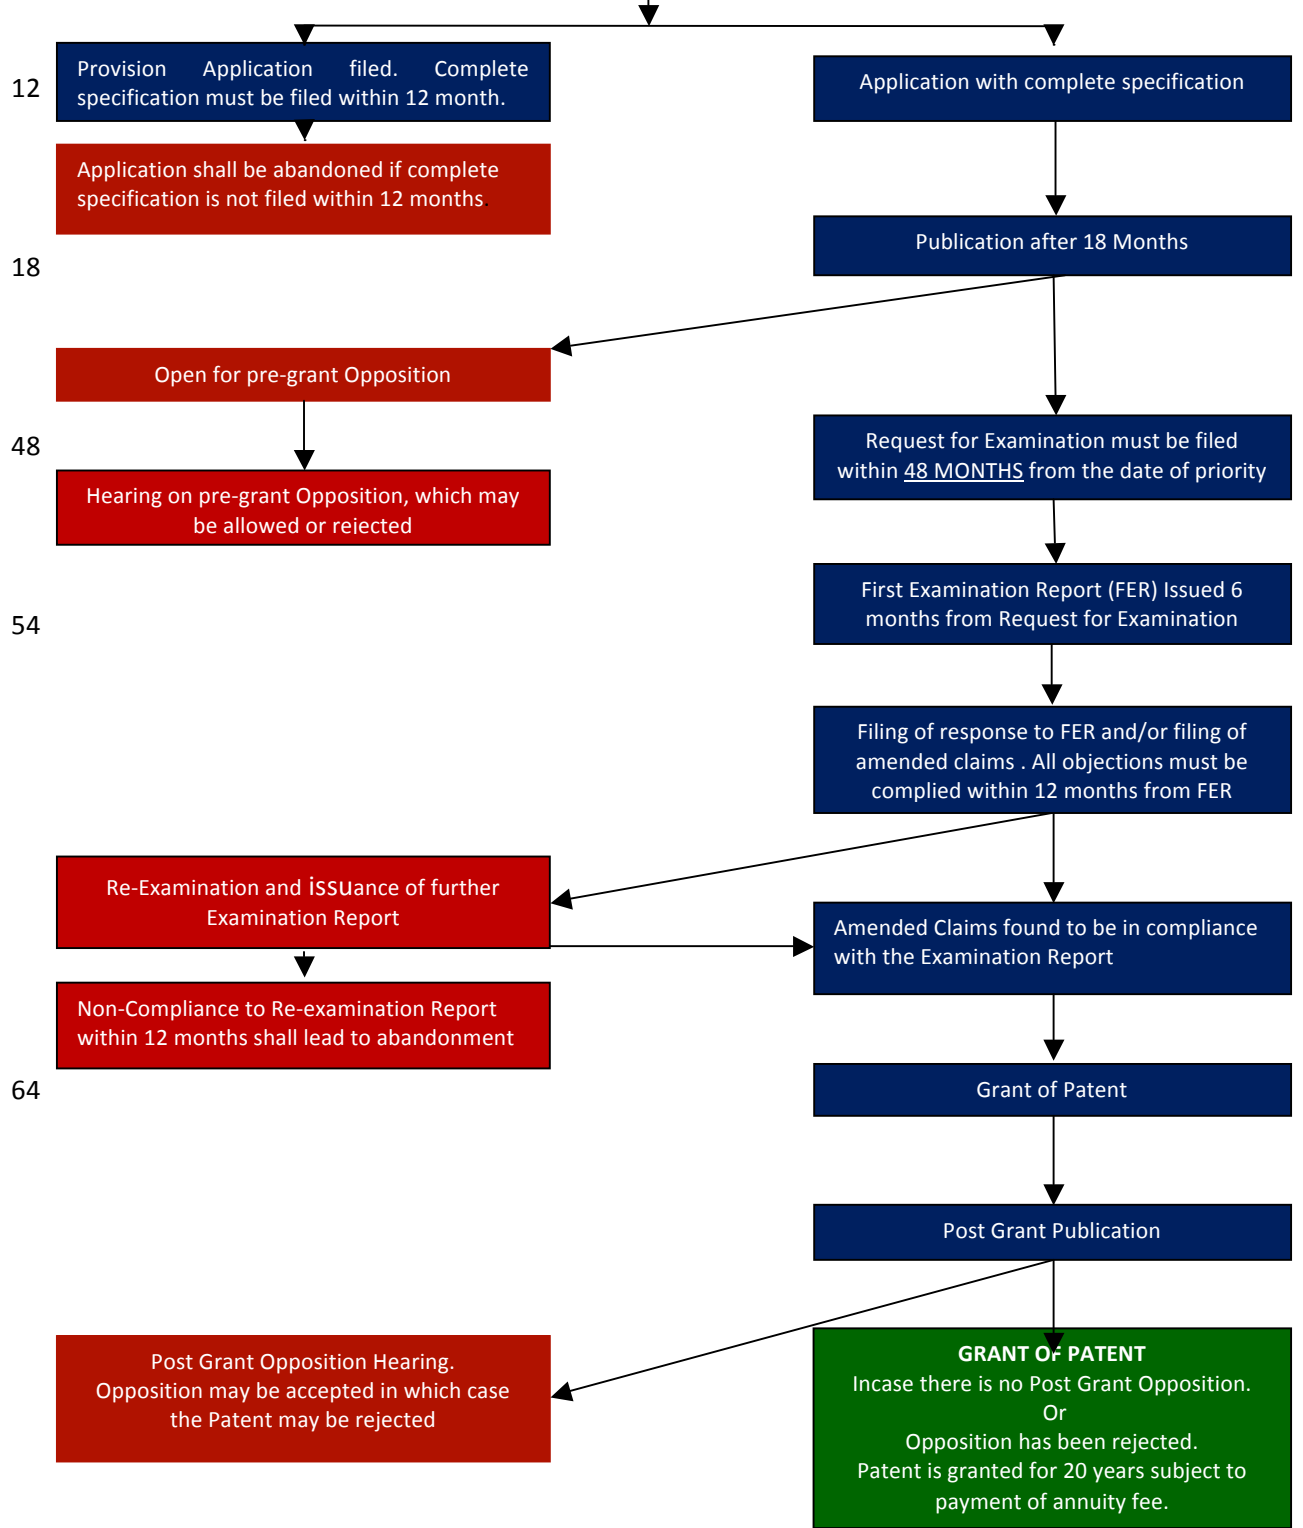 12
Provision Application filed. Complete
specification must be filed within 12 month.
Application with complete specification
Application shall be abandoned if complete
specification is not filed within 12 months.
Publication after 18 Months
18
Open for pre-grant Opposition
48
Request for Examination must be filed
within 48 MONTHS from the date of priority
Hearing on pre-grant Opposition, which may
be allowed or rejected
First Examination Report (FER) Issued 6
months from Request for Examination
54
Filing of response to FER and/or filing of
amended claims . All objections must be
complied within 12 months from FER
Re-Examination and issuance of further
Examination Report
Amended Claims found to be in compliance
with the Examination Report
Non-Compliance to Re-examination Report
within 12 months shall lead to abandonment
64
Grant of Patent
Post Grant Publication
Post Grant Opposition Hearing.
Opposition may be accepted in which case
the Patent may be rejected
GRANT OF PATENT
Incase there is no Post Grant Opposition.
Or
Opposition has been rejected.
Patent is granted for 20 years subject to
payment of annuity fee.